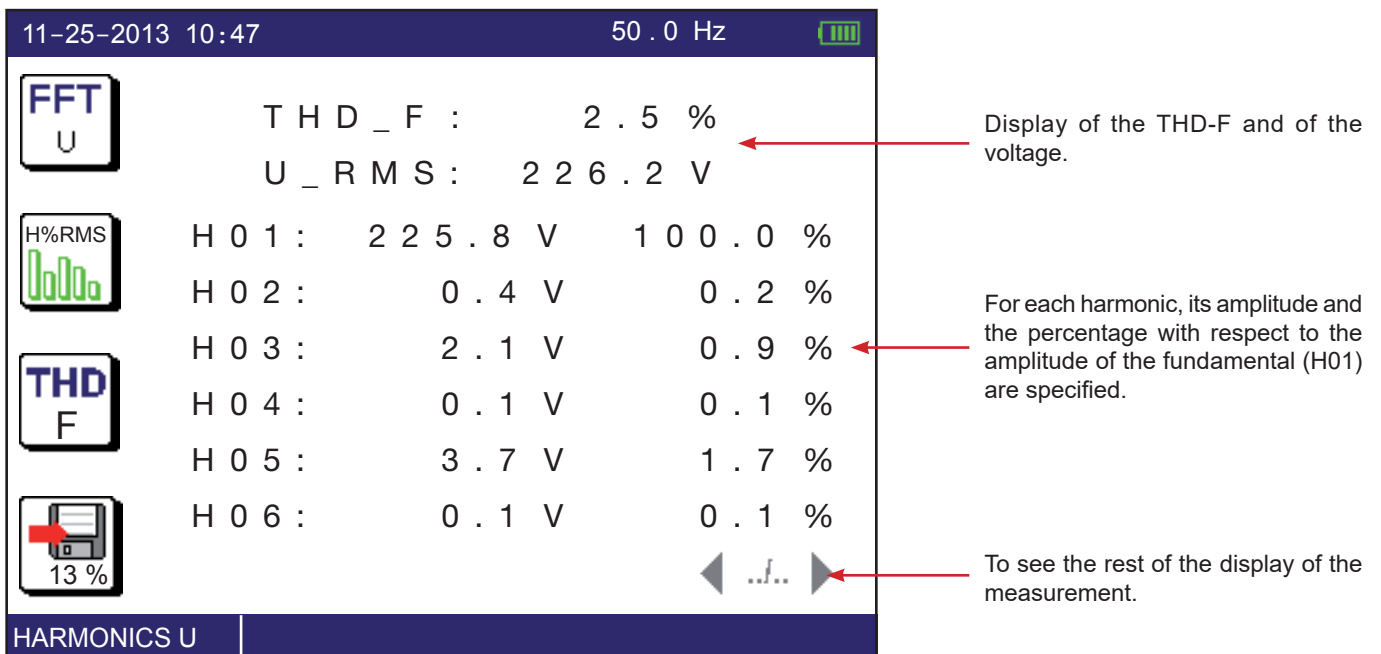 11-25-2013 10:47 50.0 Hz
FFT
U
THD_F: 2.5 %
U_RMS: 226.2 V
Display of the THD-F and of the
voltage.
H%RMS
H01: 225.8 V 100.0 %
H02: 0.4 V 0.2 %
H03: 2.1 V 0.9 %
H04: 0.1 V 0.1 %
H05: 3.7 V 1.7 %
H06: 0.1 V 0.1 %
For each harmonic, its amplitude and
the percentage with respect to the
amplitude of the fundamental (H01)
are specified.
THD
F
13 %
../..
To see the rest of the display of the
measurement.
HARMONICS U